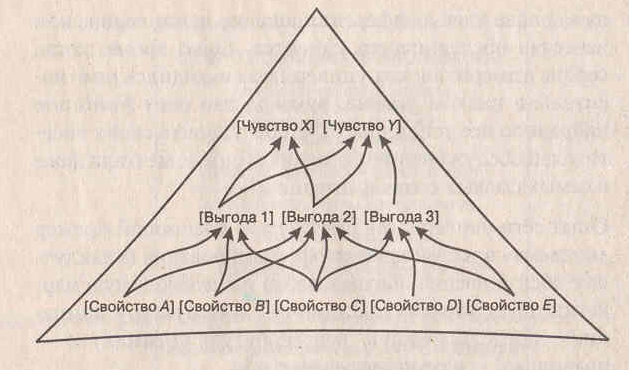 [Чувство X] [Чувство Y]
[Выгода 1] [Выгода 2] [Выгода 3]
[Свойство A] [Свойство B] [Свойство C] [Свойство D] [Свойство E]